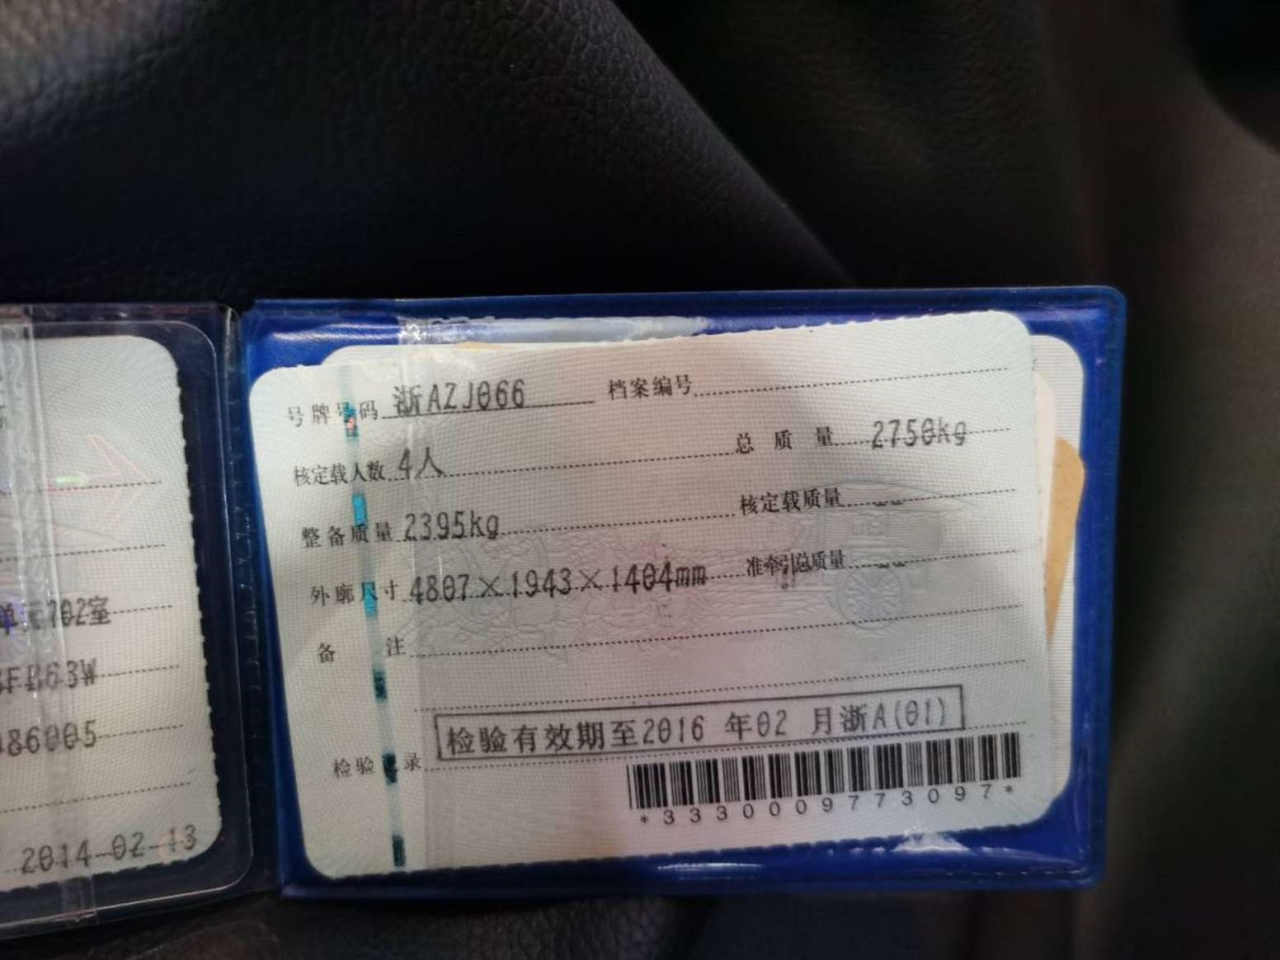 702室
63W
86005
2014-02-13
号牌号码 浙AZJ066 档案编号
核定载人数 4人 总质量 2750kg
整备质量 2395kg 核定载质量 --
外廓尺寸 4807×1943×1404mm 准牵引总质量 --
备注
检验记录 检验有效期至2016年02月浙A(01)
*3330009773097*